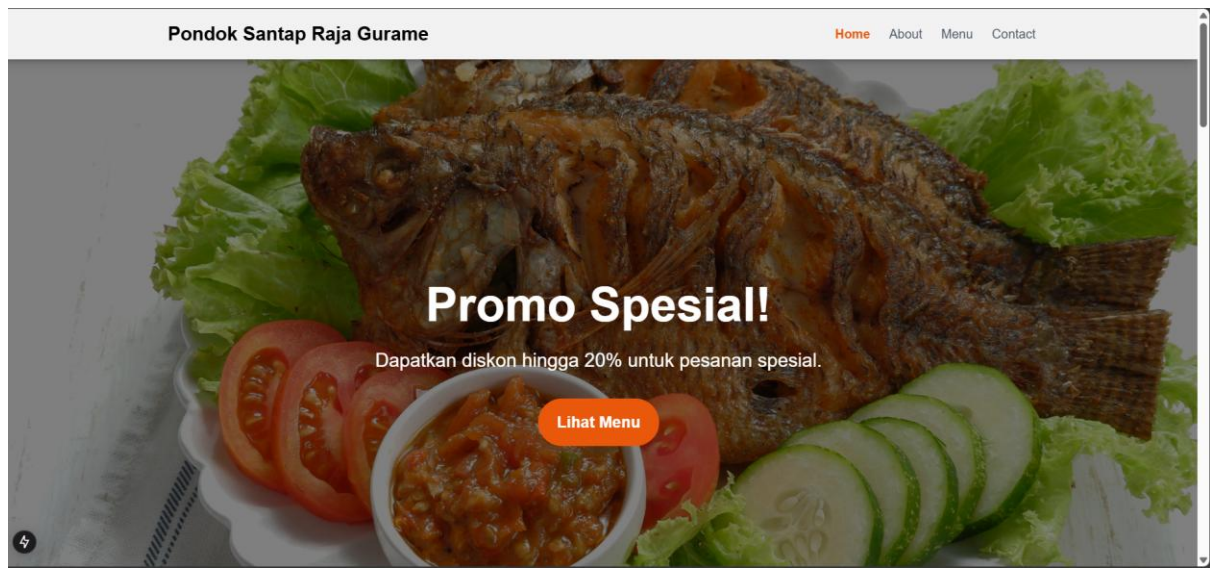 Pondok Santap Raja Gurame
Home About Menu Contact
Promo Spesial!
Dapatkan diskon hingga 20% untuk pesanan spesial.
Lihat Menu